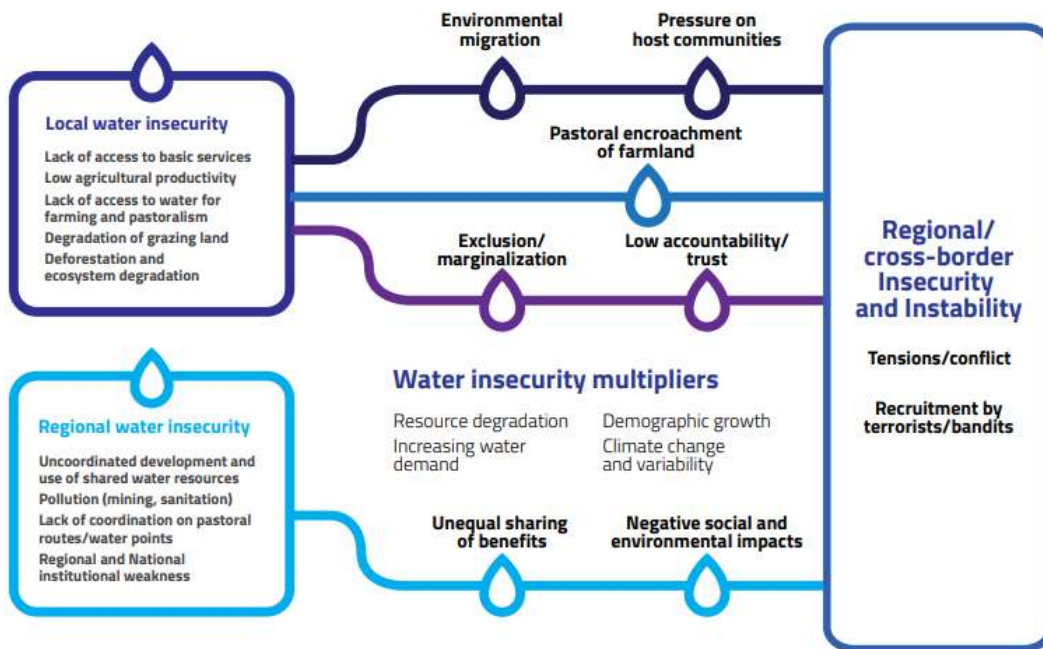 Environmental
migration
Pressure on
host communities
Local water insecurity
Lack of access to basic services
Low agricultural productivity
Lack of access to water for
farming and pastoralism
Degradation of grazing land
Deforestation and
ecosystem degradation
Pastoral encroachment
of farmland
Exclusion/
marginalization
Low accountability/
trust
Regional water insecurity
Uncoordinated development and
use of shared water resources
Pollution (mining, sanitation)
Lack of coordination on pastoral
routes/water points
Regional and National
institutional weakness
Water insecurity multipliers
Resource degradation
Increasing water
demand
Demographic growth
Climate change
and variability
Unequal sharing
of benefits
Negative social and
environmental impacts
Regional/
cross-border
Insecurity
and Instability
Tensions/conflict
Recruitment by
terrorists/bandits